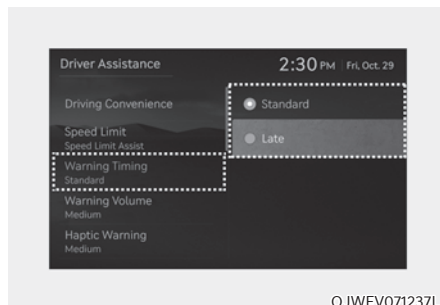 Driver Assistance
2:30 PM Fri, Oct. 29
Driving Convenience
Standard
Speed Limit
Speed Limit Assist
Late
Warning Timing
Standard
Warning Volume
Medium
Haptic Warning
Medium
OJWEV071237L